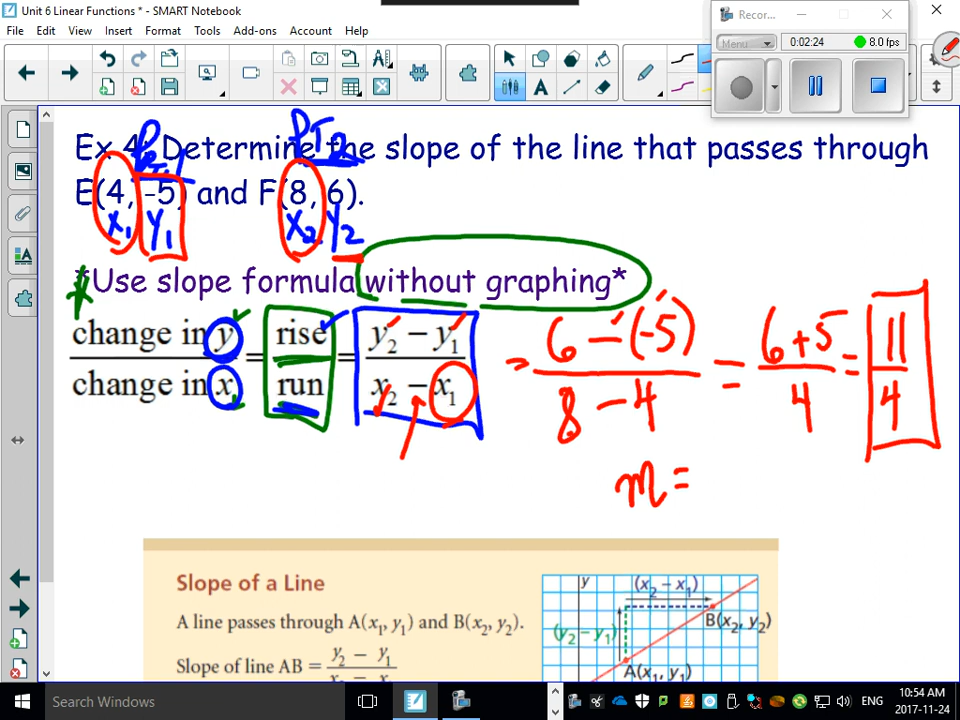 Unit 6 Linear Functions * - SMART Notebook
File Edit View Insert Format Tools Add-ons Account Help
Recor...
Menu 0:02:24 8.0 fps
Pt. 1 PT 2
Ex 4. Determine the slope of the line that passes through
E(4, -5) and F(8, 6).
x₁ y₁ x₂ y₂
*Use slope formula without graphing*
change in y / change in x = rise / run = y₂ − y₁ / x₂ − x₁ = 6 − (-5) / 8 − 4 = 6+5 / 4 = 11 / 4
m =
Slope of a Line
A line passes through A(x₁, y₁) and B(x₂, y₂).
Slope of line AB = y₂ − y₁
y
(x₂ − x₁)
B(x₂, y₂)
(y₂ − y₁)
A(x₁, y₁)
Search Windows
ENG
10:54 AM
2017-11-24